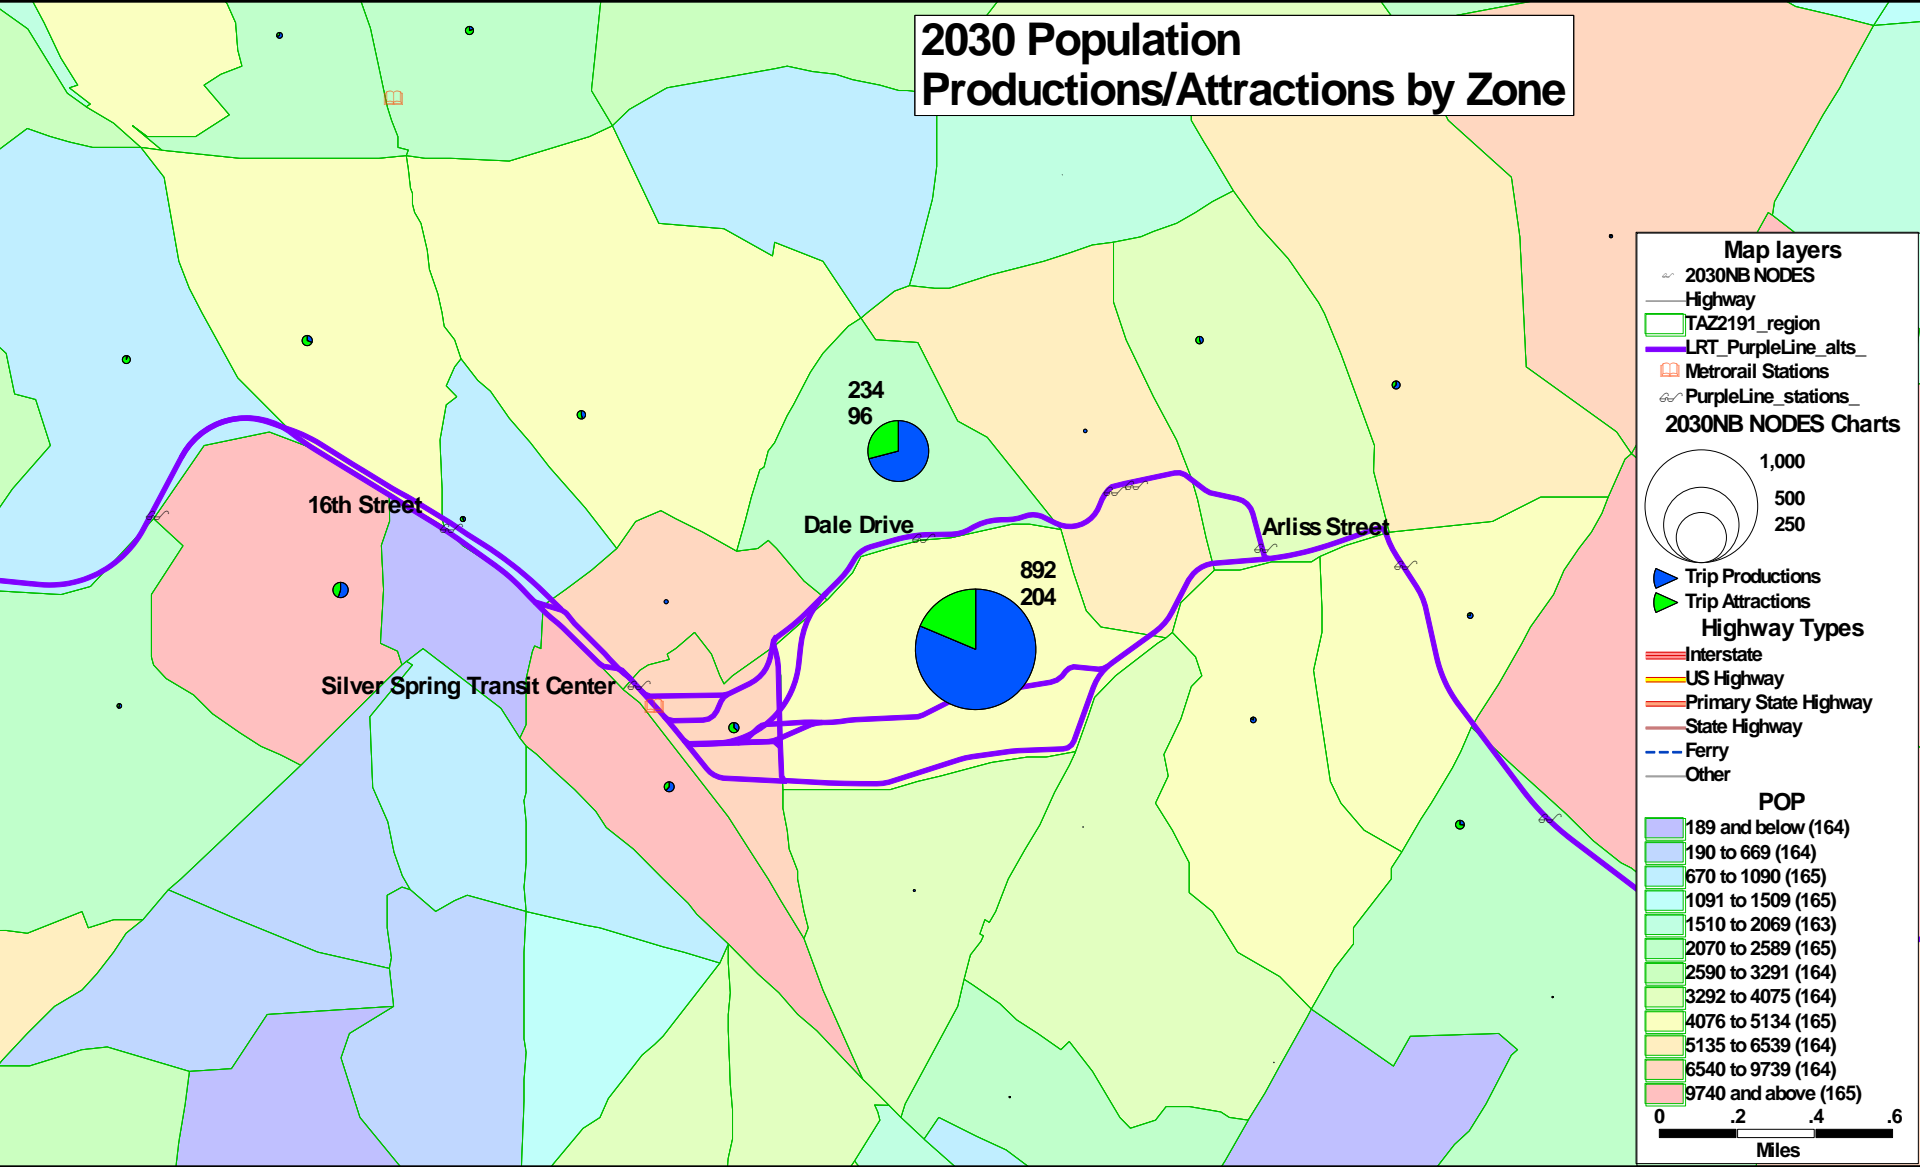 2030 Population
Productions/Attractions by Zone
234
96
16th Street
Dale Drive
Arliss Street
892
204
Silver Spring Transit Center
Map layers
2030NB NODES
Highway
TAZ2191_region
LRT_PurpleLine_alts_
Metrorail Stations
PurpleLine_stations_
2030NB NODES Charts
1,000
500
250
Trip Productions
Trip Attractions
Highway Types
Interstate
US Highway
Primary State Highway
State Highway
Ferry
Other
POP
189 and below (164)
190 to 669 (164)
670 to 1090 (165)
1091 to 1509 (165)
1510 to 2069 (163)
2070 to 2589 (165)
2590 to 3291 (164)
3292 to 4075 (164)
4076 to 5134 (165)
5135 to 6539 (164)
6540 to 9739 (164)
9740 and above (165)
0 .2 .4 .6
Miles